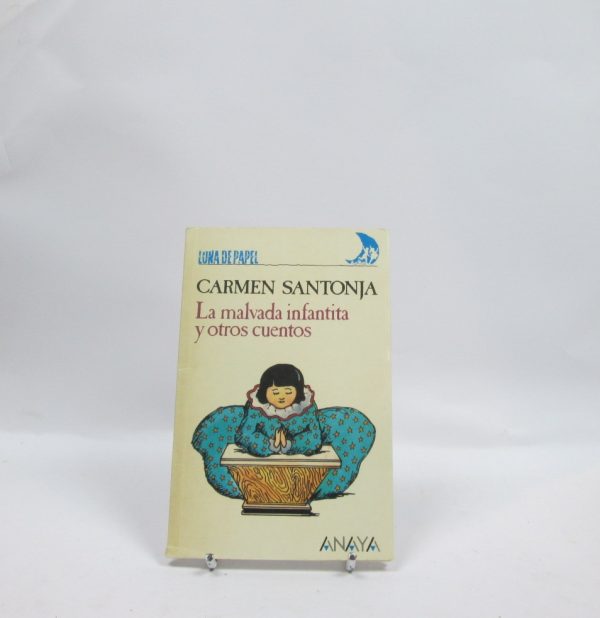 LUNA DE PAPEL
CARMEN SANTONJA
La malvada infantita
y otros cuentos
ANAYA